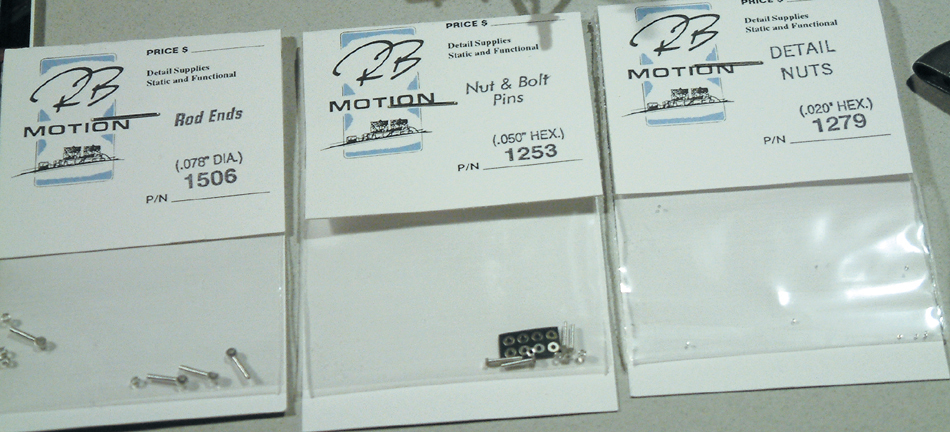 PRICE $
RB
MOTION
Detail Supplies
Static and Functional
Rod Ends
(.078" DIA.)
1506
P/N
PRICE $
RB
MOTION
Detail Supplies
Static and Functional
Nut & Bolt
Pins
(.050" HEX.)
1253
P/N
PRICE $
RB
MOTION
Detail Supplies
Static and Functional
DETAIL
NUTS
(.020" HEX.)
1279
P/N